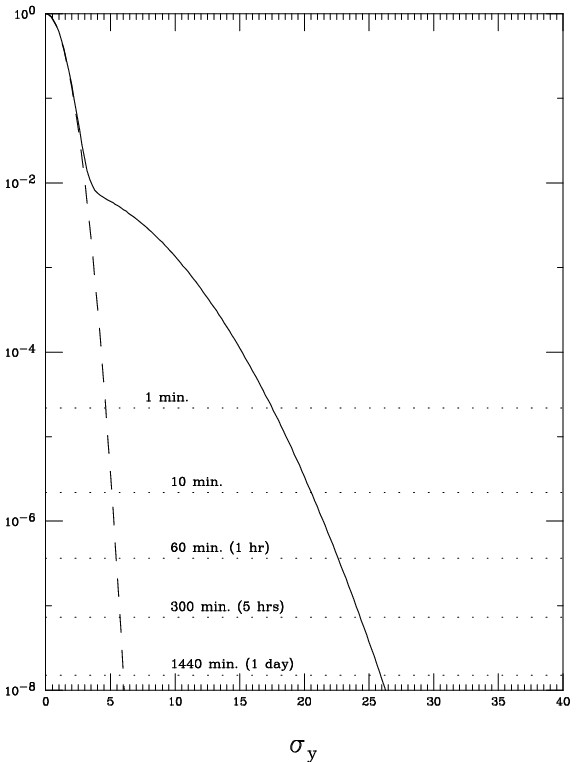 10^0
10^-2
10^-4
1 min.
10 min.
10^-6
60 min. (1 hr)
300 min. (5 hrs)
1440 min. (1 day)
10^-8
0 5 10 15 20 25 30 35 40
σ_y